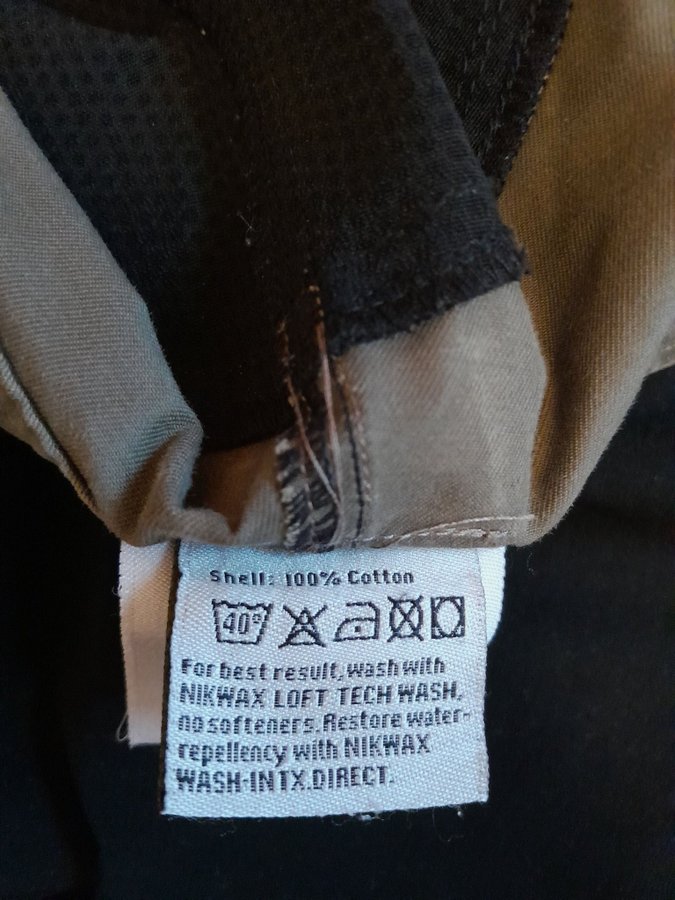 Shell: 100% Cotton
40°
For best result, wash with
NIKWAX LOFT TECH WASH,
no softeners. Restore water-
repellency with NIKWAX
WASH-IN TX.DIRECT.